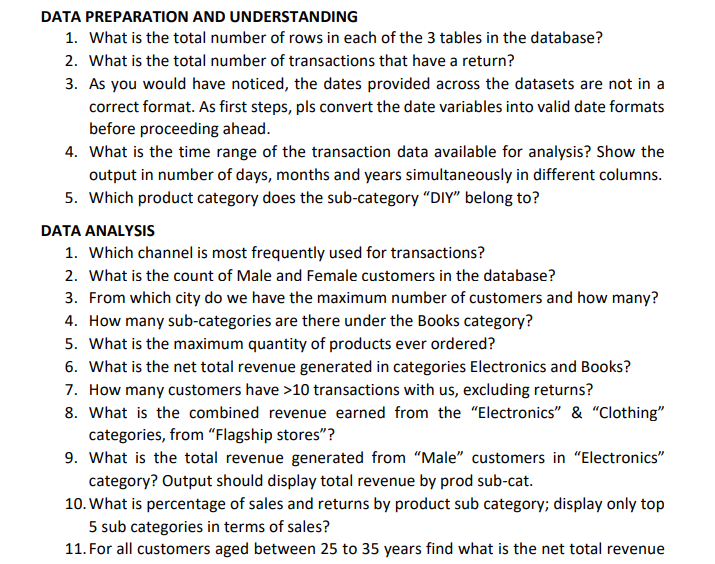 DATA PREPARATION AND UNDERSTANDING
1. What is the total number of rows in each of the 3 tables in the database?
2. What is the total number of transactions that have a return?
3. As you would have noticed, the dates provided across the datasets are not in a
correct format. As first steps, pls convert the date variables into valid date formats
before proceeding ahead.
4. What is the time range of the transaction data available for analysis? Show the
output in number of days, months and years simultaneously in different columns.
5. Which product category does the sub-category “DIY” belong to?
DATA ANALYSIS
1. Which channel is most frequently used for transactions?
2. What is the count of Male and Female customers in the database?
3. From which city do we have the maximum number of customers and how many?
4. How many sub-categories are there under the Books category?
5. What is the maximum quantity of products ever ordered?
6. What is the net total revenue generated in categories Electronics and Books?
7. How many customers have >10 transactions with us, excluding returns?
8. What is the combined revenue earned from the “Electronics” & “Clothing”
categories, from “Flagship stores”?
9. What is the total revenue generated from “Male” customers in “Electronics”
category? Output should display total revenue by prod sub-cat.
10. What is percentage of sales and returns by product sub category; display only top
5 sub categories in terms of sales?
11. For all customers aged between 25 to 35 years find what is the net total revenue